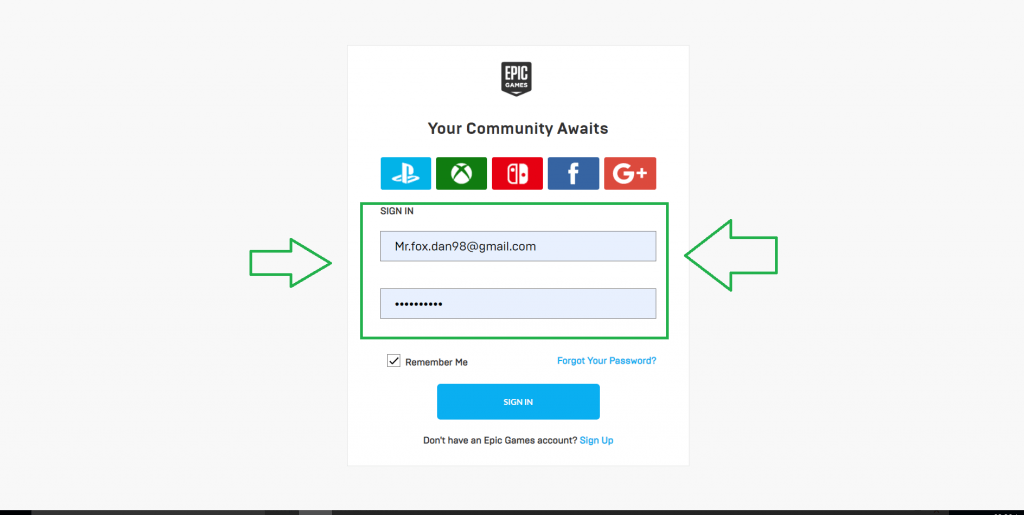 EPIC
GAMES
Your Community Awaits
G+
SIGN IN
Mr.fox.dan98@gmail.com
••••••••••
Remember Me
Forgot Your Password?
SIGN IN
Don't have an Epic Games account? Sign Up